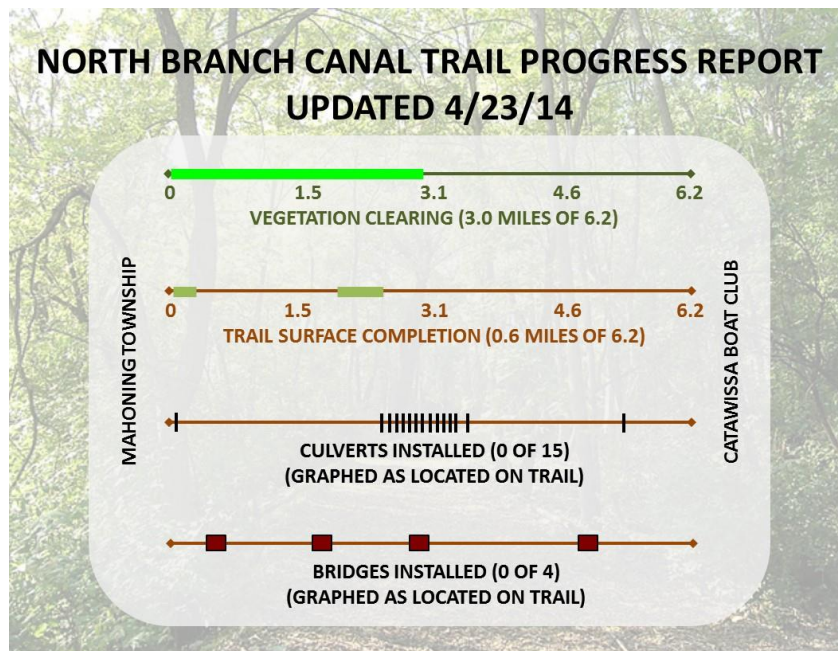 NORTH BRANCH CANAL TRAIL PROGRESS REPORT
UPDATED 4/23/14
0 1.5 3.1 4.6 6.2
VEGETATION CLEARING (3.0 MILES OF 6.2)
MAHONING TOWNSHIP
CATAWISSA BOAT CLUB
0 1.5 3.1 4.6 6.2
TRAIL SURFACE COMPLETION (0.6 MILES OF 6.2)
CULVERTS INSTALLED (0 OF 15)
(GRAPHED AS LOCATED ON TRAIL)
BRIDGES INSTALLED (0 OF 4)
(GRAPHED AS LOCATED ON TRAIL)